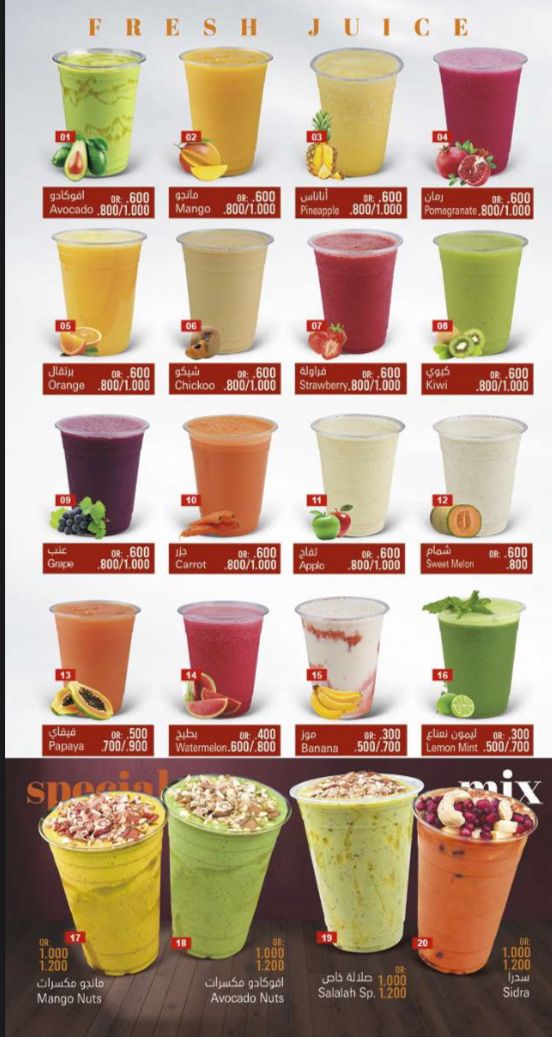 FRESH JUICE
01
افوكادو OR: .600
Avocado .800/1.000
02
مانجو OR: .600
Mango .800/1.000
03
أناناس OR: .600
Pineapple .800/1.000
04
رمان OR: .600
Pomegranate .800/1.000
05
برتقال OR: .600
Orange .800/1.000
06
شيكو OR: .600
Chickoo .800/1.000
07
فراولة OR: .600
Strawberry .800/1.000
08
كيوي OR: .600
Kiwi .800/1.000
09
عنب OR: .600
Grape .800/1.000
10
جزر OR: .600
Carrot .800/1.000
11
تفاح OR: .600
Apple .800/1.000
12
شمام OR: .600
Sweet Melon .800
13
فيفاي OR: .500
Papaya .700/.900
14
بطيخ OR: .400
Watermelon .600/.800
15
موز OR: .300
Banana .500/.700
16
ليمون نعناع OR: .300
Lemon Mint .500/.700
special mix
17
OR:
1.000
1.200
مانجو مكسرات
Mango Nuts
18
OR:
1.000
1.200
افوكادو مكسرات
Avocado Nuts
19
OR:
صلالة خاص 1.000
Salalah Sp. 1.200
20
OR:
1.000
1.200
سدرا
Sidra